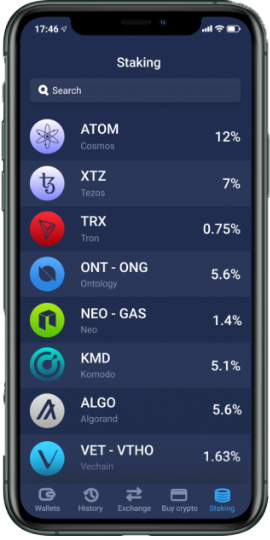 17:46
Staking
Search
ATOM
Cosmos
12%
XTZ
Tezos
7%
TRX
Tron
0.75%
ONT - ONG
Ontology
5.6%
NEO - GAS
Neo
1.4%
KMD
Komodo
5.1%
ALGO
Algorand
5.6%
VET - VTHO
Vechain
1.63%
Wallets History Exchange Buy crypto Staking